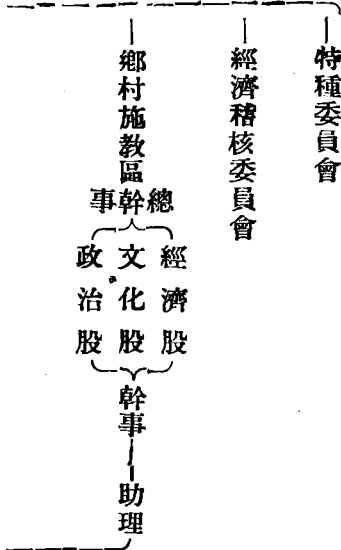 特種委員會
經濟稽核委員會
鄉村施教區
總幹事
經濟股
文化股
政治股
幹事
助理